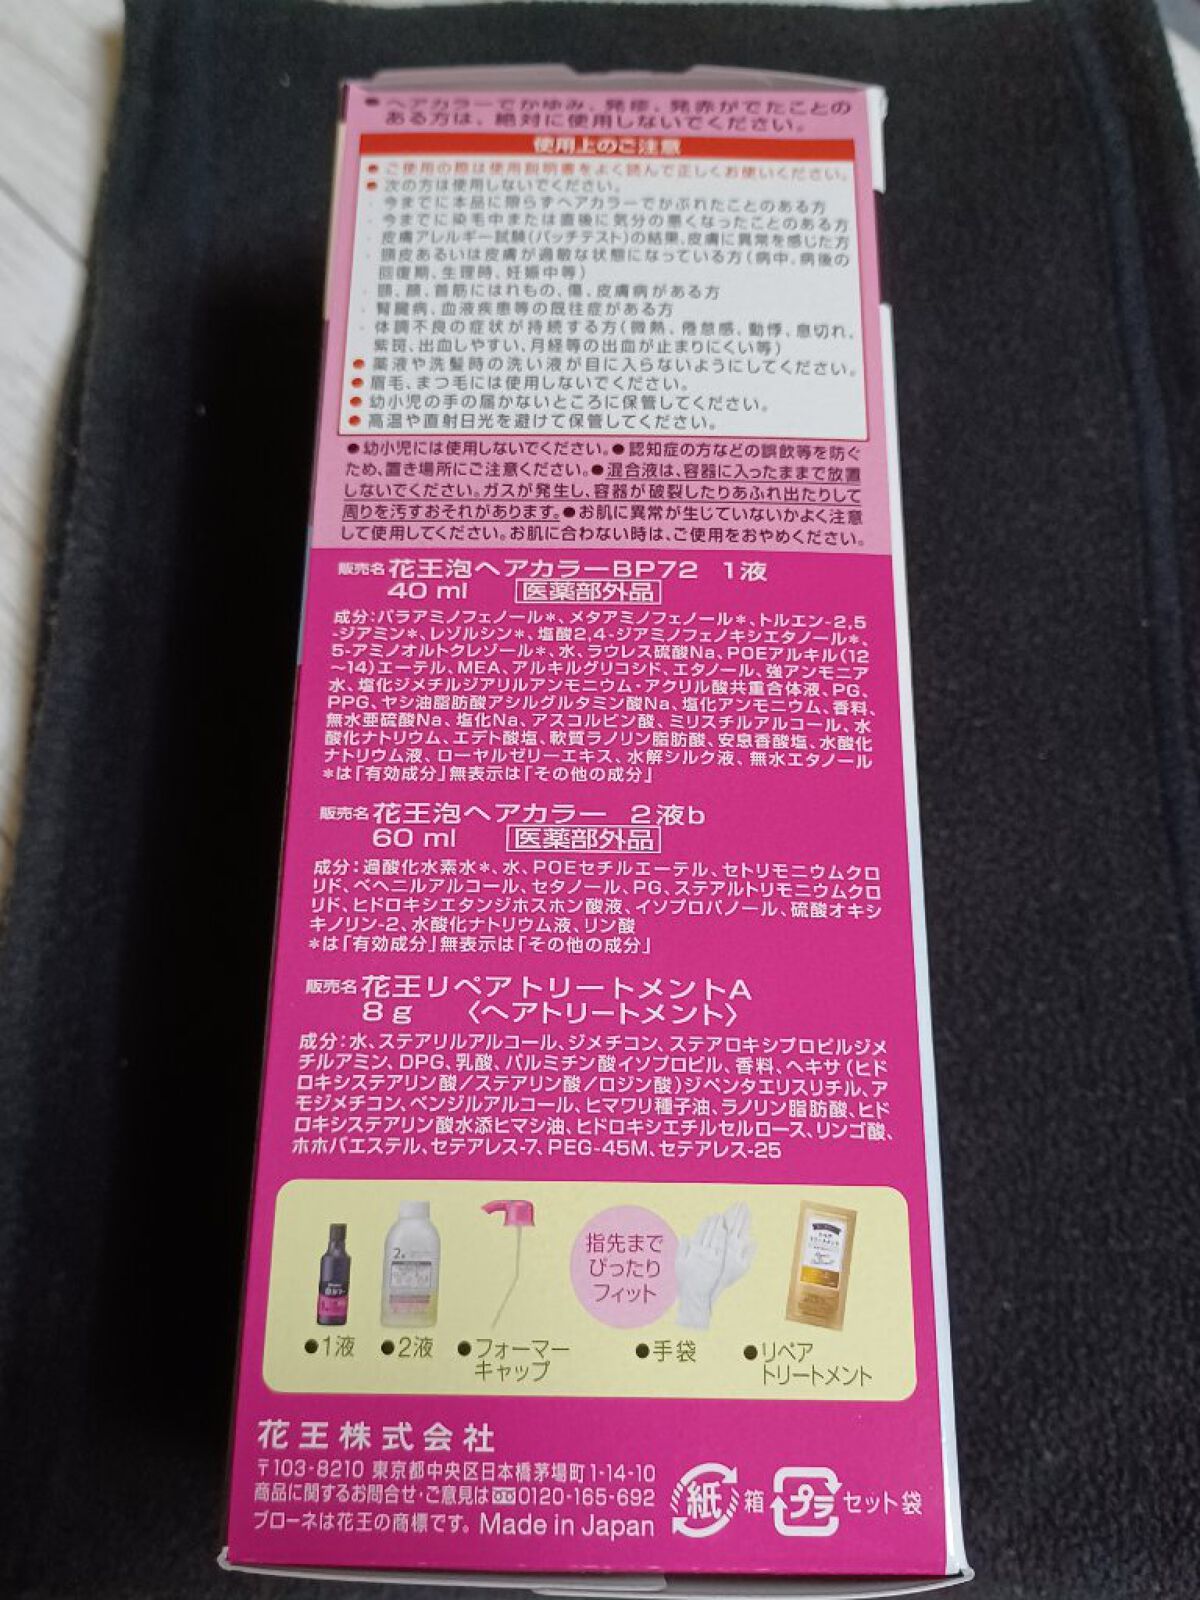 ●ヘアカラーでかゆみ、発疹、発赤がでたことの
ある方は、絶対に使用しないでください。
使用上のご注意
●ご使用の際は使用説明書をよく読んで正しくお使いください。
●次の方は使用しないでください。
・今までに本品に限らずヘアカラーでかぶれたことのある方
・今までに染毛中または直後に気分の悪くなったことのある方
・皮膚アレルギー試験(パッチテスト)の結果、皮膚に異常を感じた方
・頭皮あるいは皮膚が過敏な状態になっている方(病中、病後の
回復期、生理時、妊娠中等)
・頭、顔、首筋にはれもの、傷、皮膚病がある方
・腎臓病、血液疾患等の既往症がある方
・体調不良の症状が持続する方(微熱、倦怠感、動悸、息切れ、
紫斑、出血しやすい、月経等の出血が止まりにくい等)
●薬液や洗髪時の洗い液が目に入らないようにしてください。
●眉毛、まつ毛には使用しないでください。
●幼小児の手の届かないところに保管してください。
●高温や直射日光を避けて保管してください。
●幼小児には使用しないでください。●認知症の方などの誤飲等を防ぐ
ため、置き場所にご注意ください。●混合液は、容器に入ったままで放置
しないでください。ガスが発生し、容器が破裂したりあふれ出たりして
周りを汚すおそれがあります。●お肌に異常が生じていないかよく注意
して使用してください。お肌に合わない時は、ご使用をおやめください。
販売名 花王泡ヘアカラーBP72 1液
40 ml 医薬部外品
成分:パラアミノフェノール*、メタアミノフェノール*、トルエン-2,5
-ジアミン*、レゾルシン*、塩酸2,4-ジアミノフェノキシエタノール*、
5-アミノオルトクレゾール*、水、ラウレス硫酸Na、POEアルキル(12
~14)エーテル、MEA、アルキルグリコシド、エタノール、強アンモニア
水、塩化ジメチルジアリルアンモニウム・アクリル酸共重合体液、PG、
PPG、ヤシ油脂肪酸アシルグルタミン酸Na、塩化アンモニウム、香料、
無水亜硫酸Na、塩化Na、アスコルビン酸、ミリスチルアルコール、水
酸化ナトリウム、エデト酸塩、軟質ラノリン脂肪酸、安息香酸塩、水酸化
ナトリウム液、ローヤルゼリーエキス、水解シルク液、無水エタノール
*は「有効成分」無表示は「その他の成分」
販売名 花王泡ヘアカラー 2液b
60 ml 医薬部外品
成分:過酸化水素水*、水、POEセチルエーテル、セトリモニウムクロ
リド、ベヘニルアルコール、セタノール、PG、ステアルトリモニウムクロ
リド、ヒドロキシエタンジホスホン酸液、イソプロパノール、硫酸オキシ
キノリン-2、水酸化ナトリウム液、リン酸
*は「有効成分」無表示は「その他の成分」
販売名 花王リペアトリートメントA
8g 〈ヘアトリートメント〉
成分:水、ステアリルアルコール、ジメチコン、ステアロキシプロピルジメ
チルアミン、DPG、乳酸、パルミチン酸イソプロピル、香料、ヘキサ(ヒド
ロキシステアリン酸/ステアリン酸/ロジン酸)ジペンタエリスリチル、ア
モジメチコン、ベンジルアルコール、ヒマワリ種子油、ラノリン脂肪酸、ヒド
ロキシステアリン酸水添ヒマシ油、ヒドロキシエチルセルロース、リンゴ酸、
ホホバエステル、セテアレス-7、PEG-45M、セテアレス-25
指先まで
ぴったり
フィット
●1液 ●2液 ●フォーマー
キャップ
●手袋 ●リペア
トリートメント
花王株式会社
〒103-8210 東京都中央区日本橋茅場町1-14-10
商品に関するお問合せ・ご意見は 0120-165-692
ブローネは花王の商標です。 Made in Japan
紙 箱 プラ セット袋